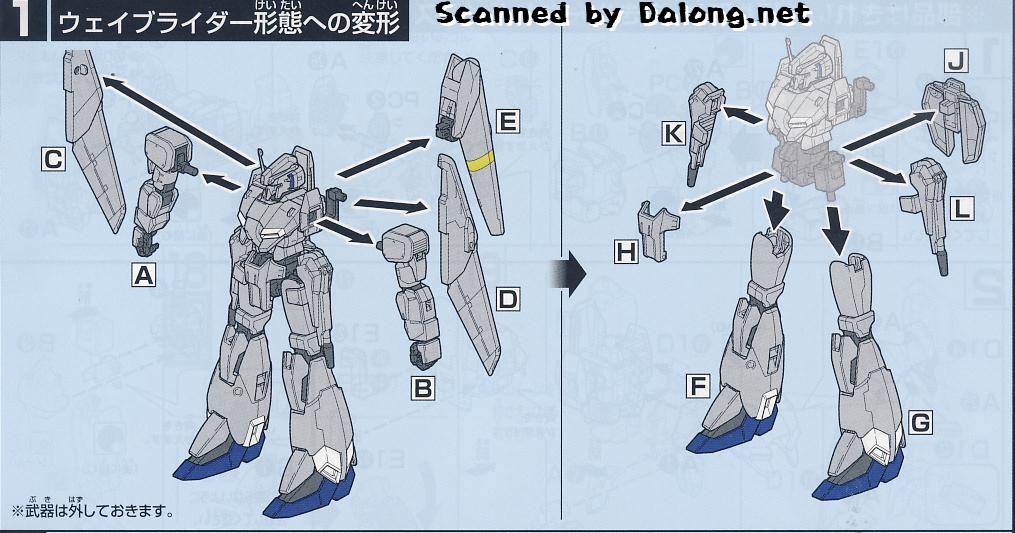 Scanned by Dalong.net
1 ウェイブライダー形態への変形
けいたい へんけい
C
A
E
D
B
K
J
H
L
F
G
※武器は外しておきます。
ぶき はず